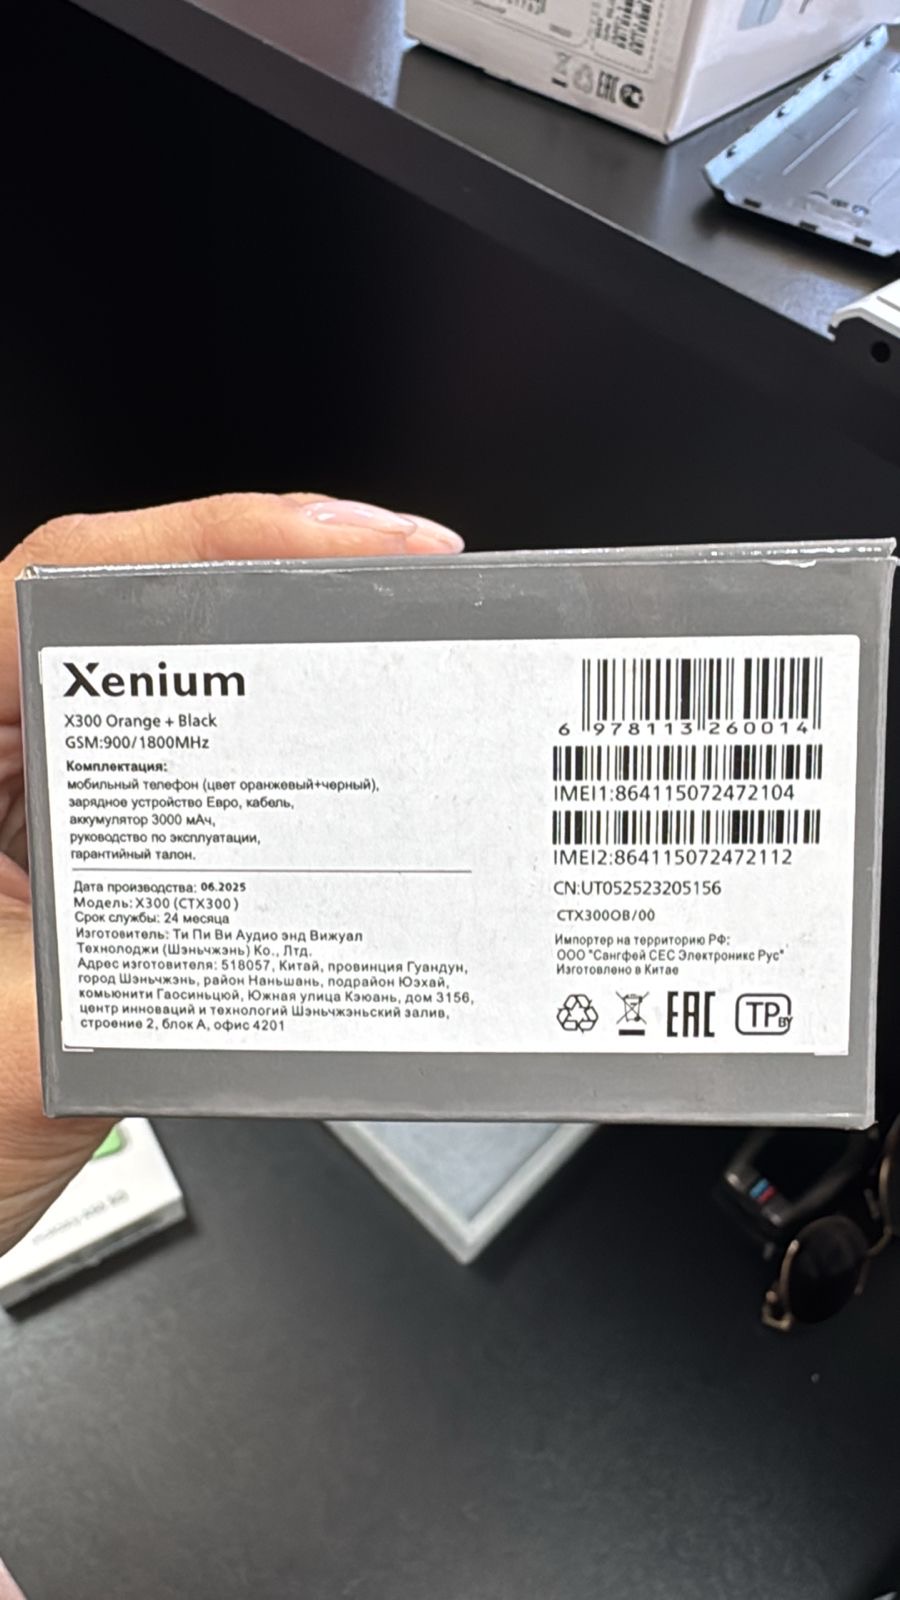 Xenium
X300 Orange + Black
GSM:900/1800MHz
Комплектация:
мобильный телефон (цвет оранжевый+черный),
зарядное устройство Евро, кабель,
аккумулятор 3000 мАч,
руководство по эксплуатации,
гарантийный талон.
Дата производства: 06.2025
Модель: X300 (CTX300)
Срок службы: 24 месяца
Изготовитель: Ти Пи Ви Аудио энд Вижуал
Технолоджи (Шэньчжэнь) Ко., Лтд.
Адрес изготовителя: 518057, Китай, провинция Гуандун,
город Шэньчжэнь, район Наньшань, подрайон Юэхай,
комьюнити Гаосиньцюй, Южная улица Кэюань, дом 3156,
центр инноваций и технологий Шэньчжэньский залив,
строение 2, блок А, офис 4201
6 978113 260014
IMEI1:864115072472104
IMEI2:864115072472112
CN:UT052523205156
CTX300OB/00
Импортер на территорию РФ:
ООО "Сангфей СЕС Электроникс Рус"
Изготовлено в Китае
EAC
TP BY
EAC